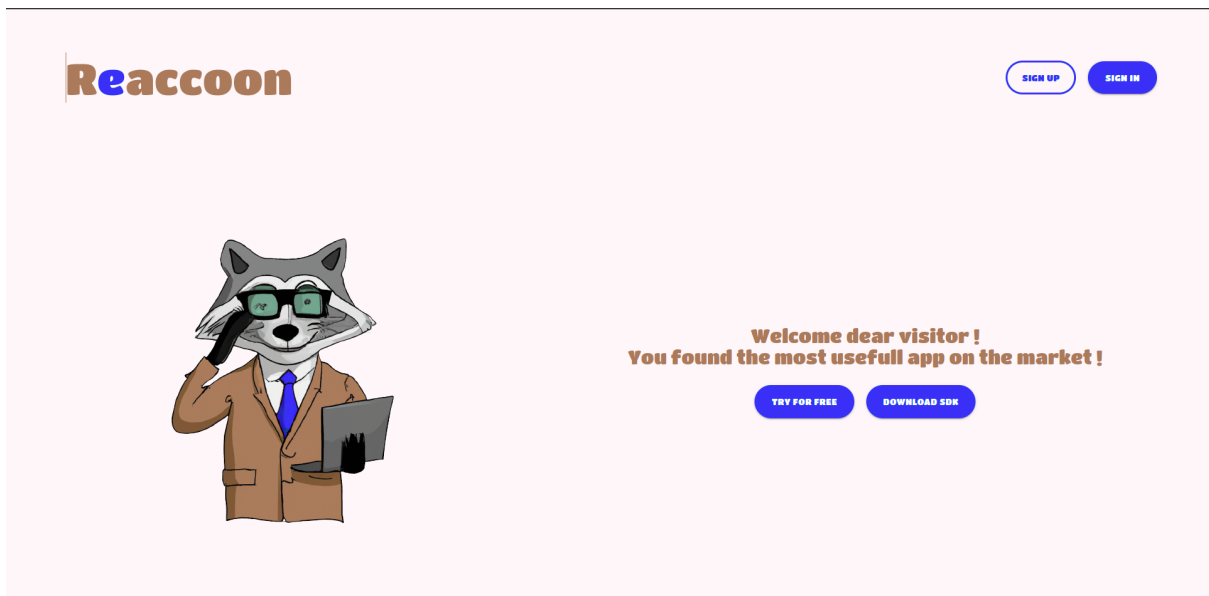 Reaccoon
SIGN UP
SIGN IN
Welcome dear visitor !
You found the most usefull app on the market !
TRY FOR FREE
DOWNLOAD SDK